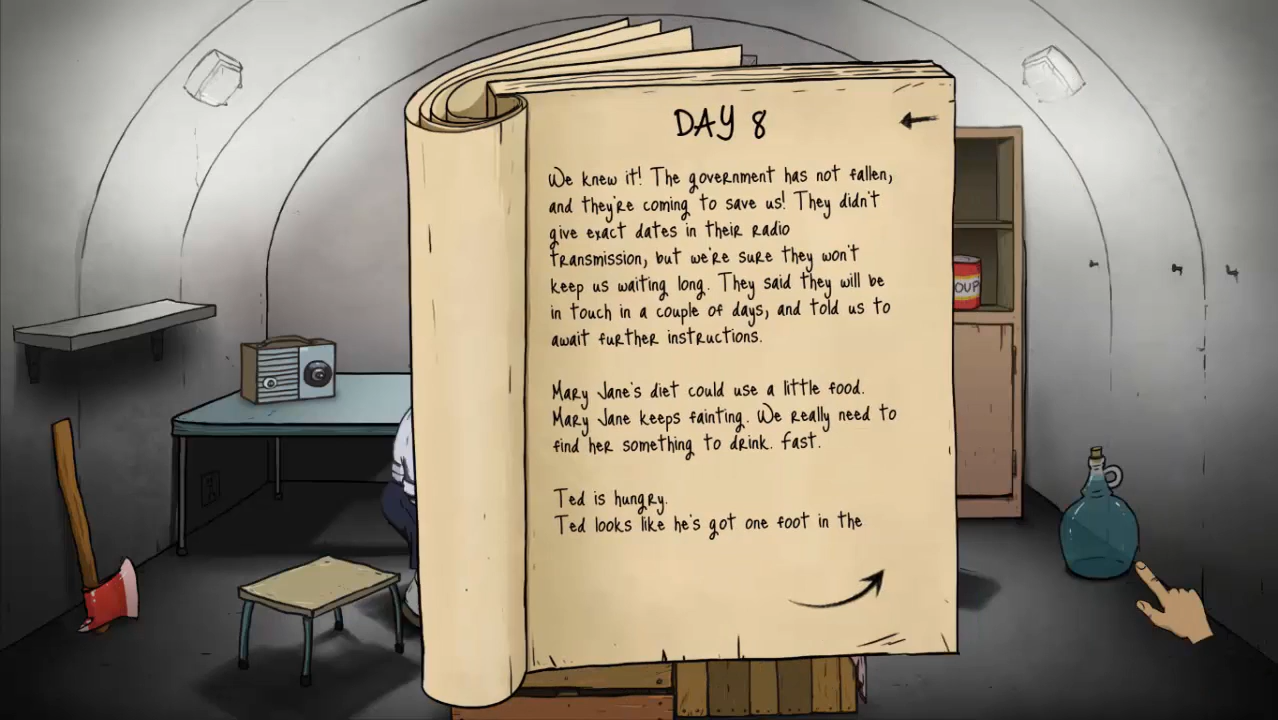 DAY 8
We knew it! The government has not fallen,
and they're coming to save us! They didn't
give exact dates in their radio
transmission, but we're sure they won't
keep us waiting long. They said they will be
in touch in a couple of days, and told us to
await further instructions.
Mary Jane's diet could use a little food.
Mary Jane keeps fainting. We really need to
find her something to drink. Fast.
Ted is hungry.
Ted looks like he's got one foot in the
OUP